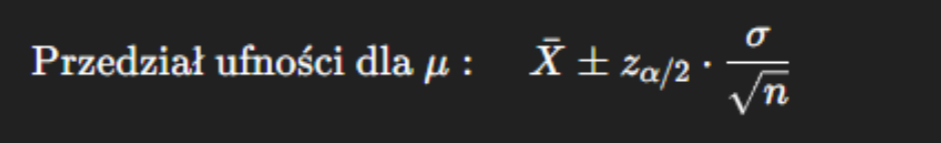 Przedział ufności dla μ : X̄ ± z_{α/2} · σ/√n